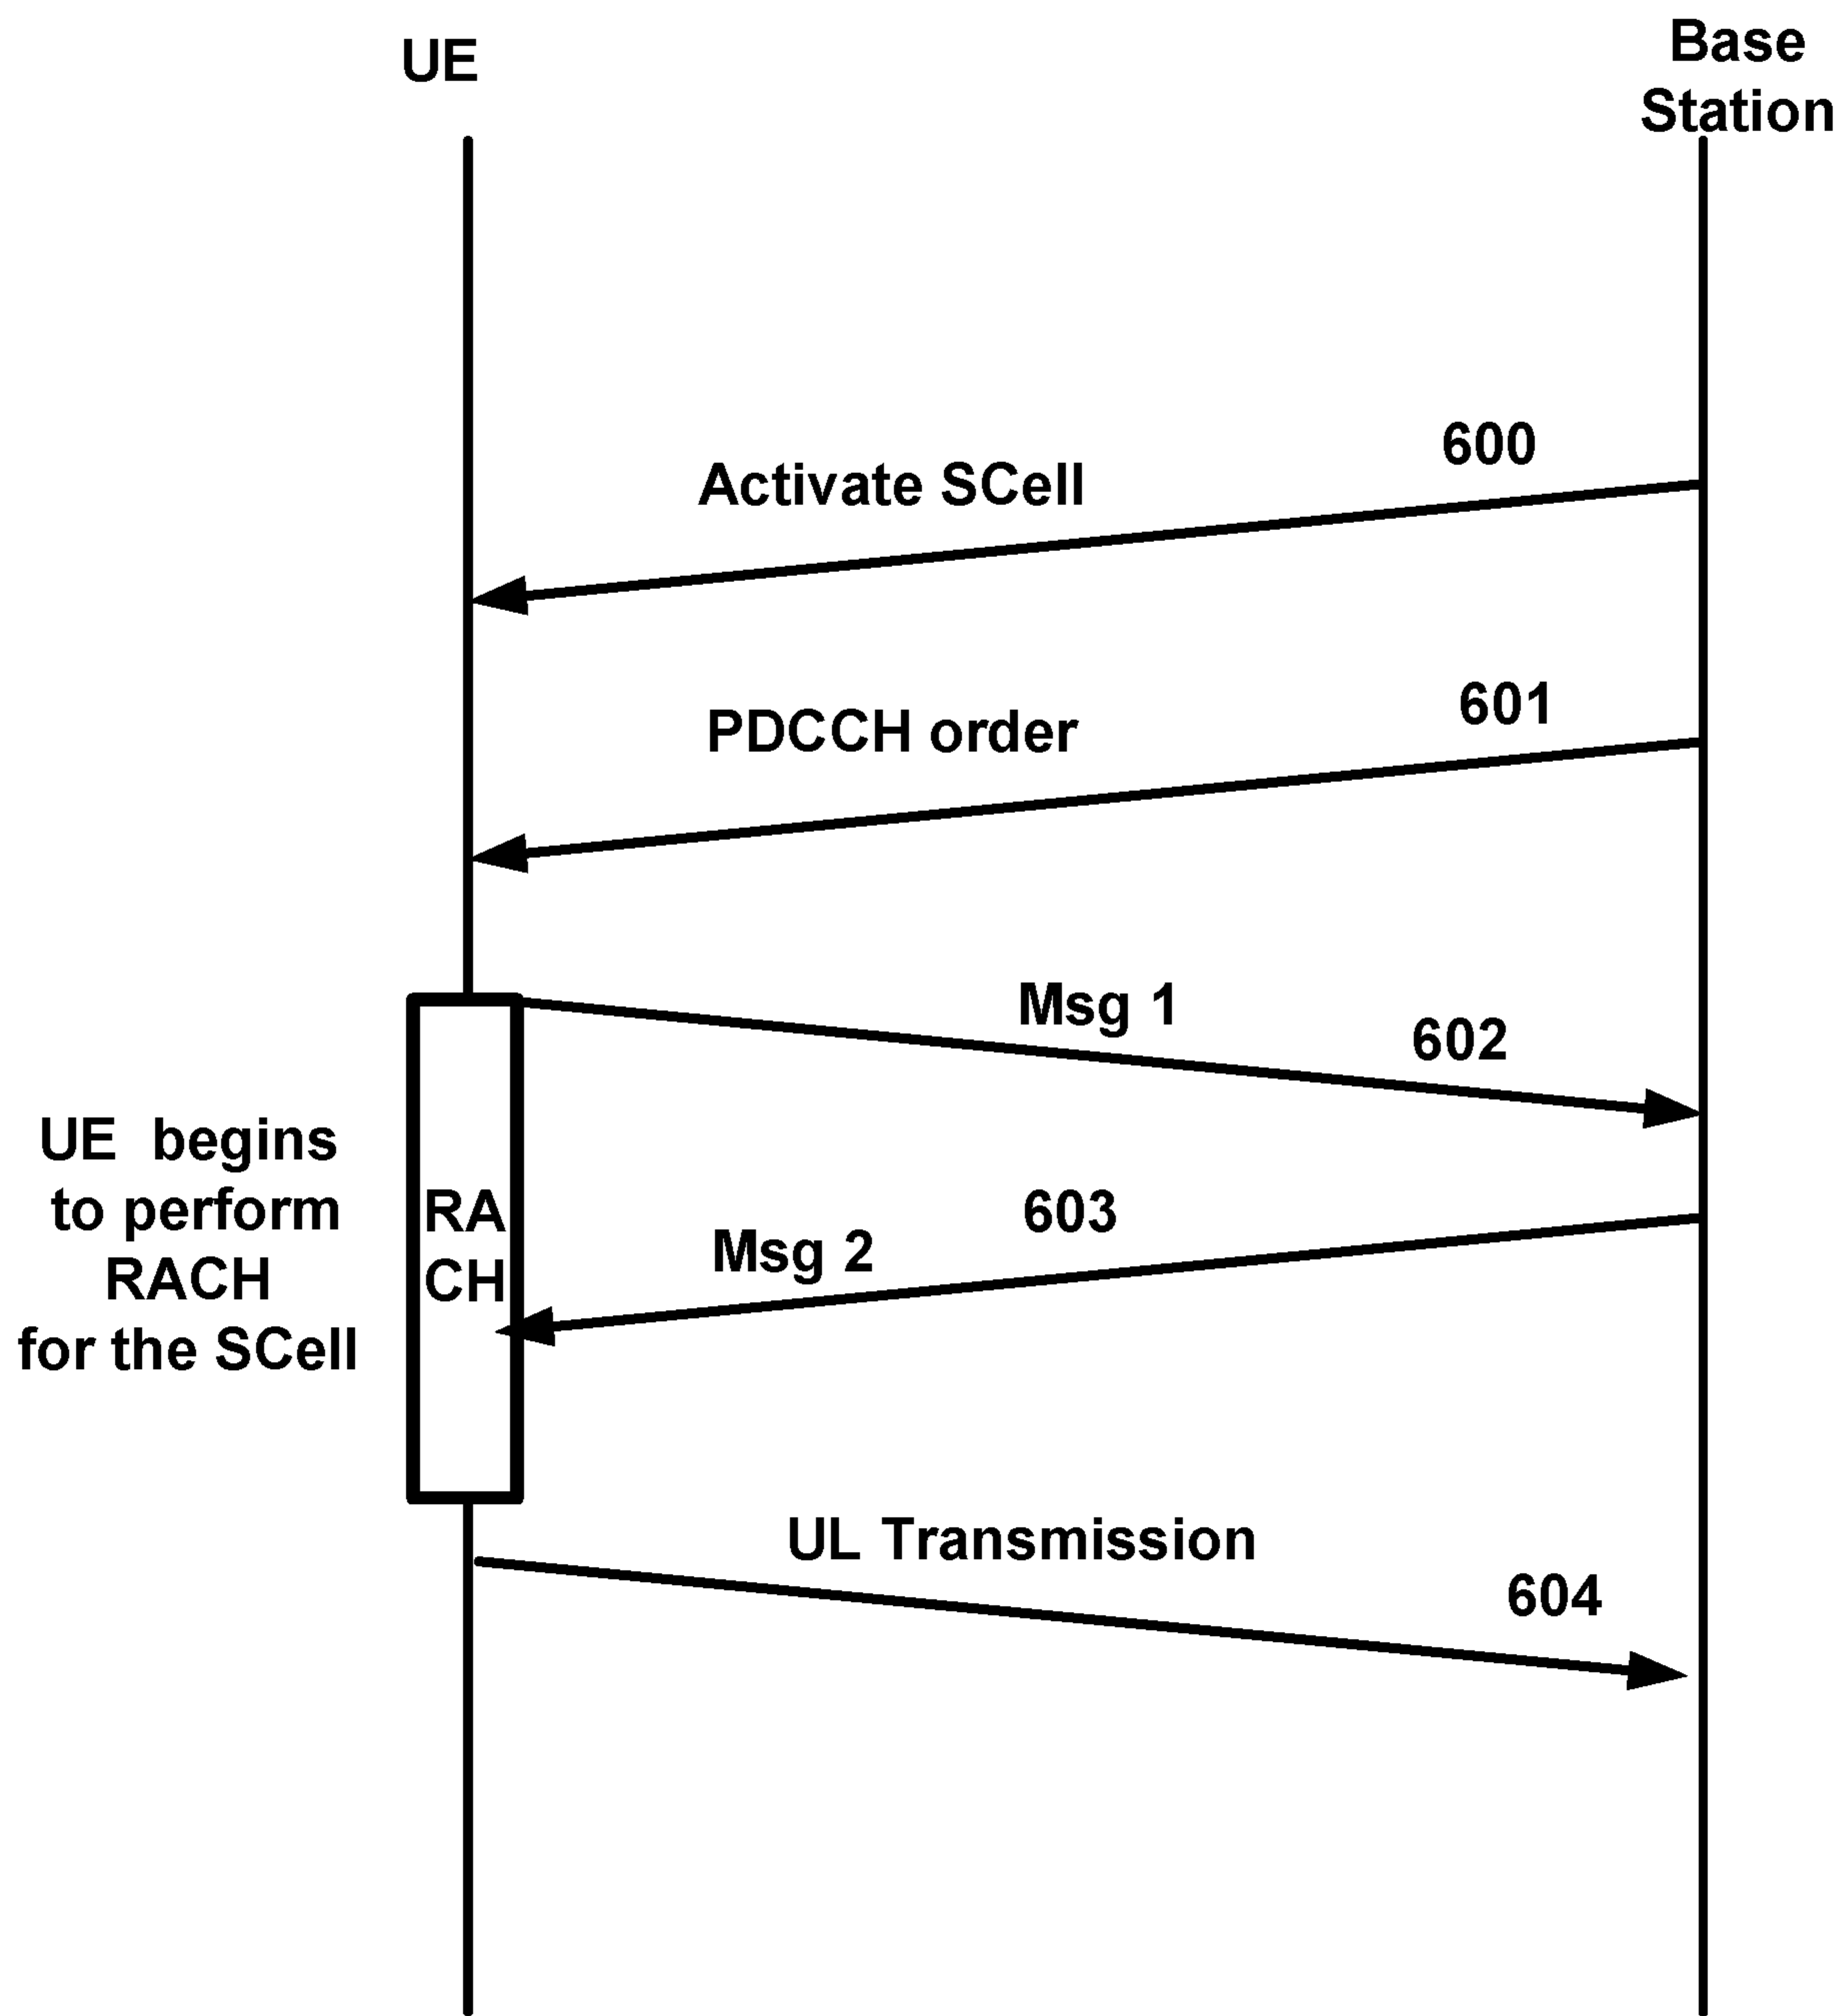 UE
Base
Station
600
Activate SCell
601
PDCCH order
Msg 1
602
UE begins
to perform
RACH
for the SCell
RA
CH
603
Msg 2
UL Transmission
604